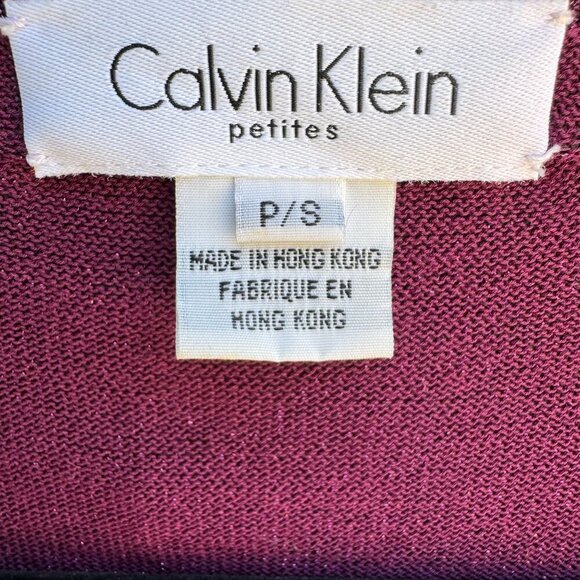 Calvin Klein
petites
P/S
MADE IN HONG KONG
FABRIQUE EN
HONG KONG